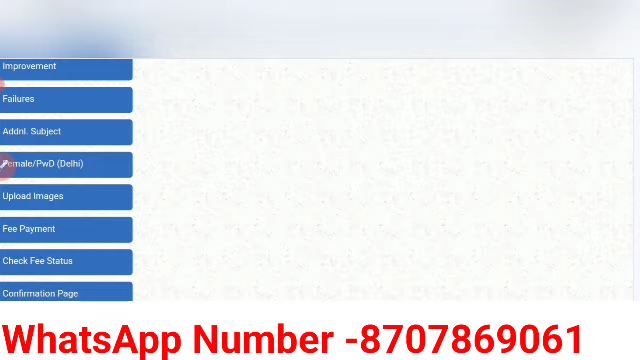 Improvement
Failures
Addnl. Subject
Female/PwD (Delhi)
Upload Images
Fee Payment
Check Fee Status
Confirmation Page
WhatsApp Number -8707869061